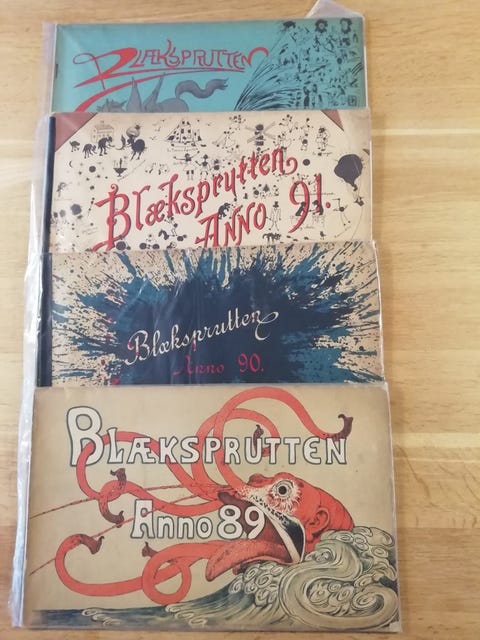 BLÆKSPRUTTEN
Blæksprutten
ANNO 91.
Blæksprutten
Anno 90.
BLÆKSPRUTTEN
Anno 89